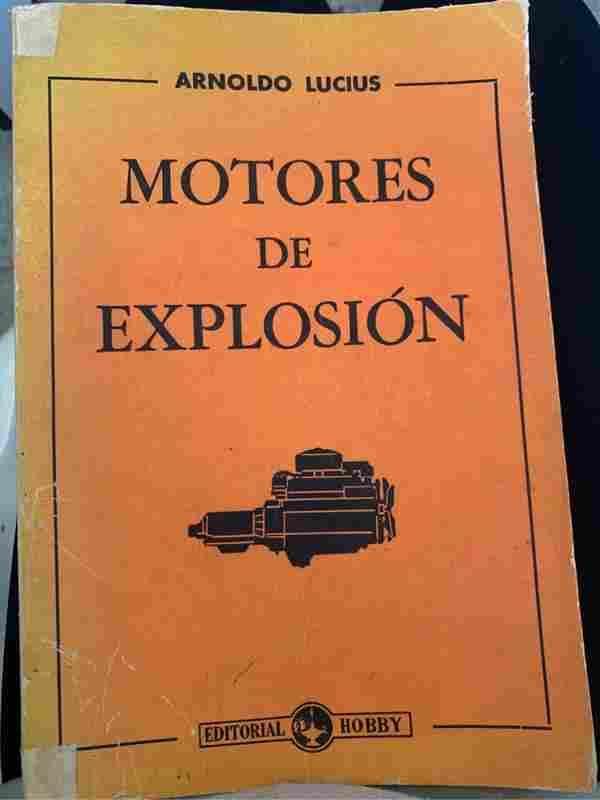 ARNOLDO LUCIUS
MOTORES
DE
EXPLOSIÓN
EDITORIAL HOBBY